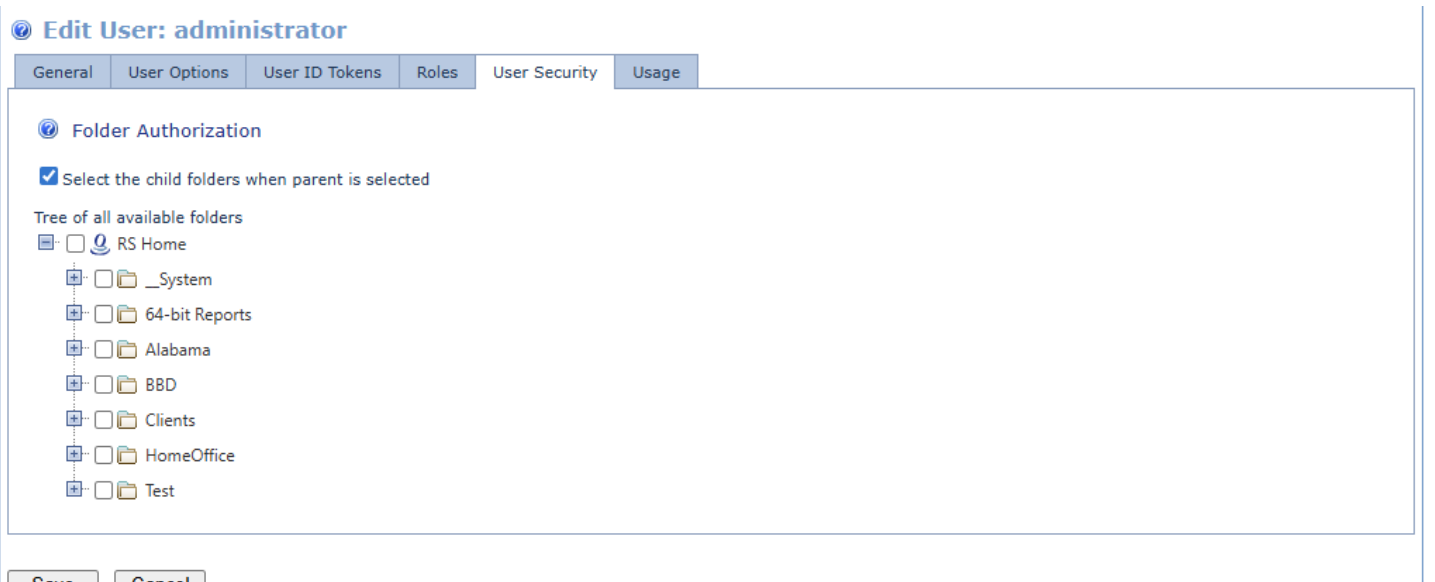 Edit User: administrator
General User Options User ID Tokens Roles User Security Usage
Folder Authorization
Select the child folders when parent is selected
Tree of all available folders
RS Home
__System
64-bit Reports
Alabama
BBD
Clients
HomeOffice
Test
Save Cancel